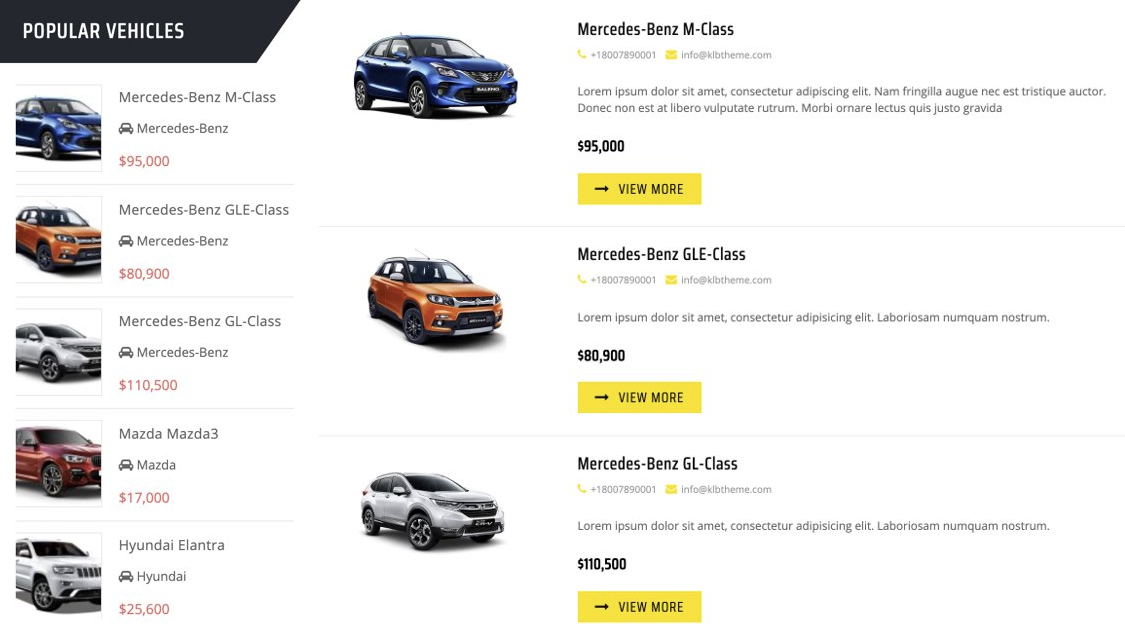 POPULAR VEHICLES
Mercedes-Benz M-Class
Mercedes-Benz
$95,000
Mercedes-Benz GLE-Class
Mercedes-Benz
$80,900
Mercedes-Benz GL-Class
Mercedes-Benz
$110,500
Mazda Mazda3
Mazda
$17,000
Hyundai Elantra
Hyundai
$25,600
BALENO
Mercedes-Benz M-Class
+18007890001 info@klbtheme.com
Lorem ipsum dolor sit amet, consectetur adipiscing elit. Nam fringilla augue nec est tristique auctor.
Donec non est at libero vulputate rutrum. Morbi ornare lectus quis justo gravida
$95,000
VIEW MORE
Mercedes-Benz GLE-Class
+18007890001 info@klbtheme.com
Lorem ipsum dolor sit amet, consectetur adipisicing elit. Laboriosam numquam nostrum.
$80,900
VIEW MORE
Mercedes-Benz GL-Class
+18007890001 info@klbtheme.com
Lorem ipsum dolor sit amet, consectetur adipisicing elit. Laboriosam numquam nostrum.
$110,500
VIEW MORE